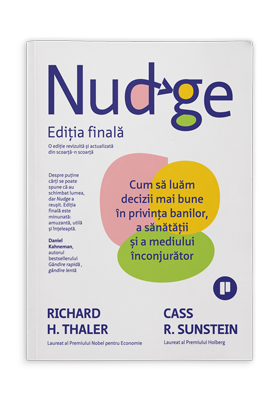 Nudge
Ediția finală
O ediție revizuită și actualizată
din scoarță-n scoarță
Despre puține
cărți se poate
spune că au
schimbat lumea,
dar Nudge a
reușit. Ediția
finală este
minunată:
amuzantă, utilă
și înțeleaptă.
Daniel
Kahneman,
autorul
bestsellerului
Gândire rapidă,
gândire lentă
Cum să luăm
decizii mai bune
în privința banilor,
a sănătății
și a mediului
înconjurător
p
RICHARD
H. THALER
Laureat al Premiului Nobel pentru Economie
CASS
R. SUNSTEIN
Laureat al Premiului Holberg